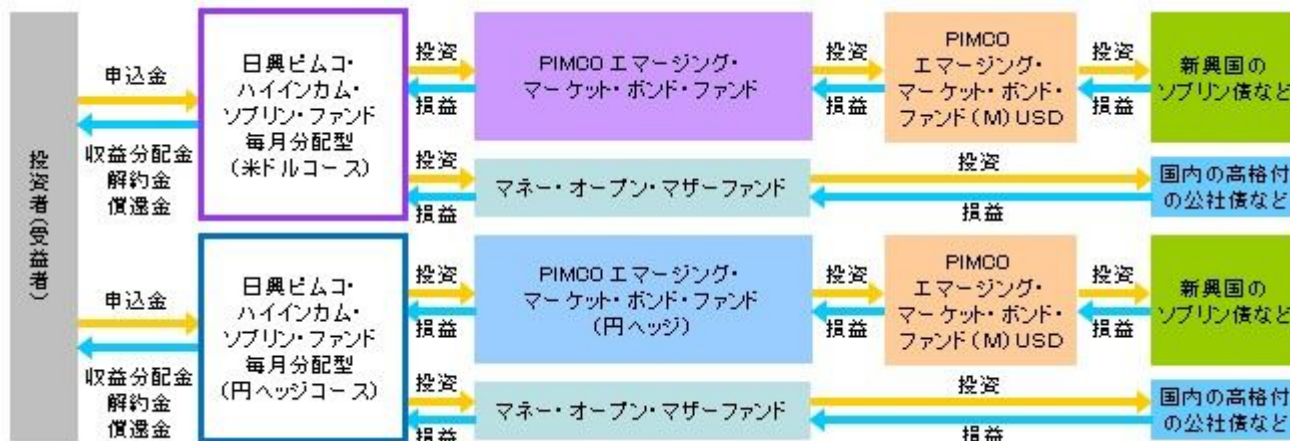 投資者(受益者)
申込金
収益分配金
解約金
償還金
日興ピムコ・
ハイインカム・
ソブリン・ファンド
毎月分配型
(米ドルコース)
投資
損益
PIMCO エマージング・
マーケット・ボンド・ファンド
投資
損益
PIMCO
エマージング・
マーケット・ボンド・
ファンド(M)USD
投資
損益
新興国の
ソブリン債など
投資
損益
マネー・オープン・マザーファンド
投資
損益
国内の高格付
の公社債など
申込金
収益分配金
解約金
償還金
日興ピムコ・
ハイインカム・
ソブリン・ファンド
毎月分配型
(円ヘッジコース)
投資
損益
PIMCO エマージング・
マーケット・ボンド・ファンド
(円ヘッジ)
投資
損益
PIMCO
エマージング・
マーケット・ボンド・
ファンド(M)USD
投資
損益
新興国の
ソブリン債など
投資
損益
マネー・オープン・マザーファンド
投資
損益
国内の高格付
の公社債など